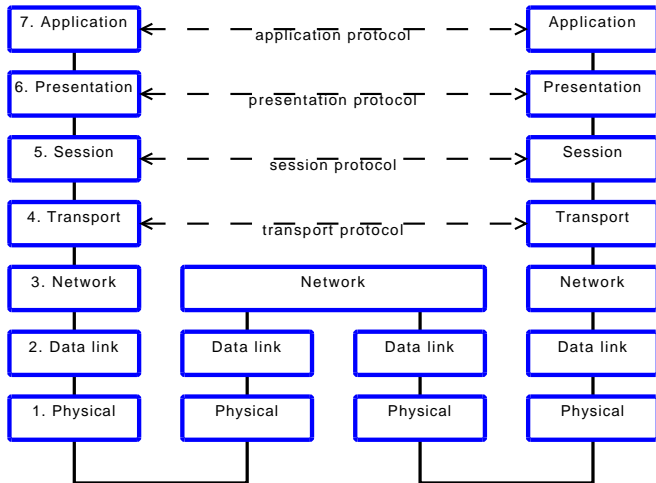 7. Application
application protocol
Application
6. Presentation
presentation protocol
Presentation
5. Session
session protocol
Session
4. Transport
transport protocol
Transport
3. Network
Network
Network
2. Data link
Data link
Data link
Data link
1. Physical
Physical
Physical
Physical